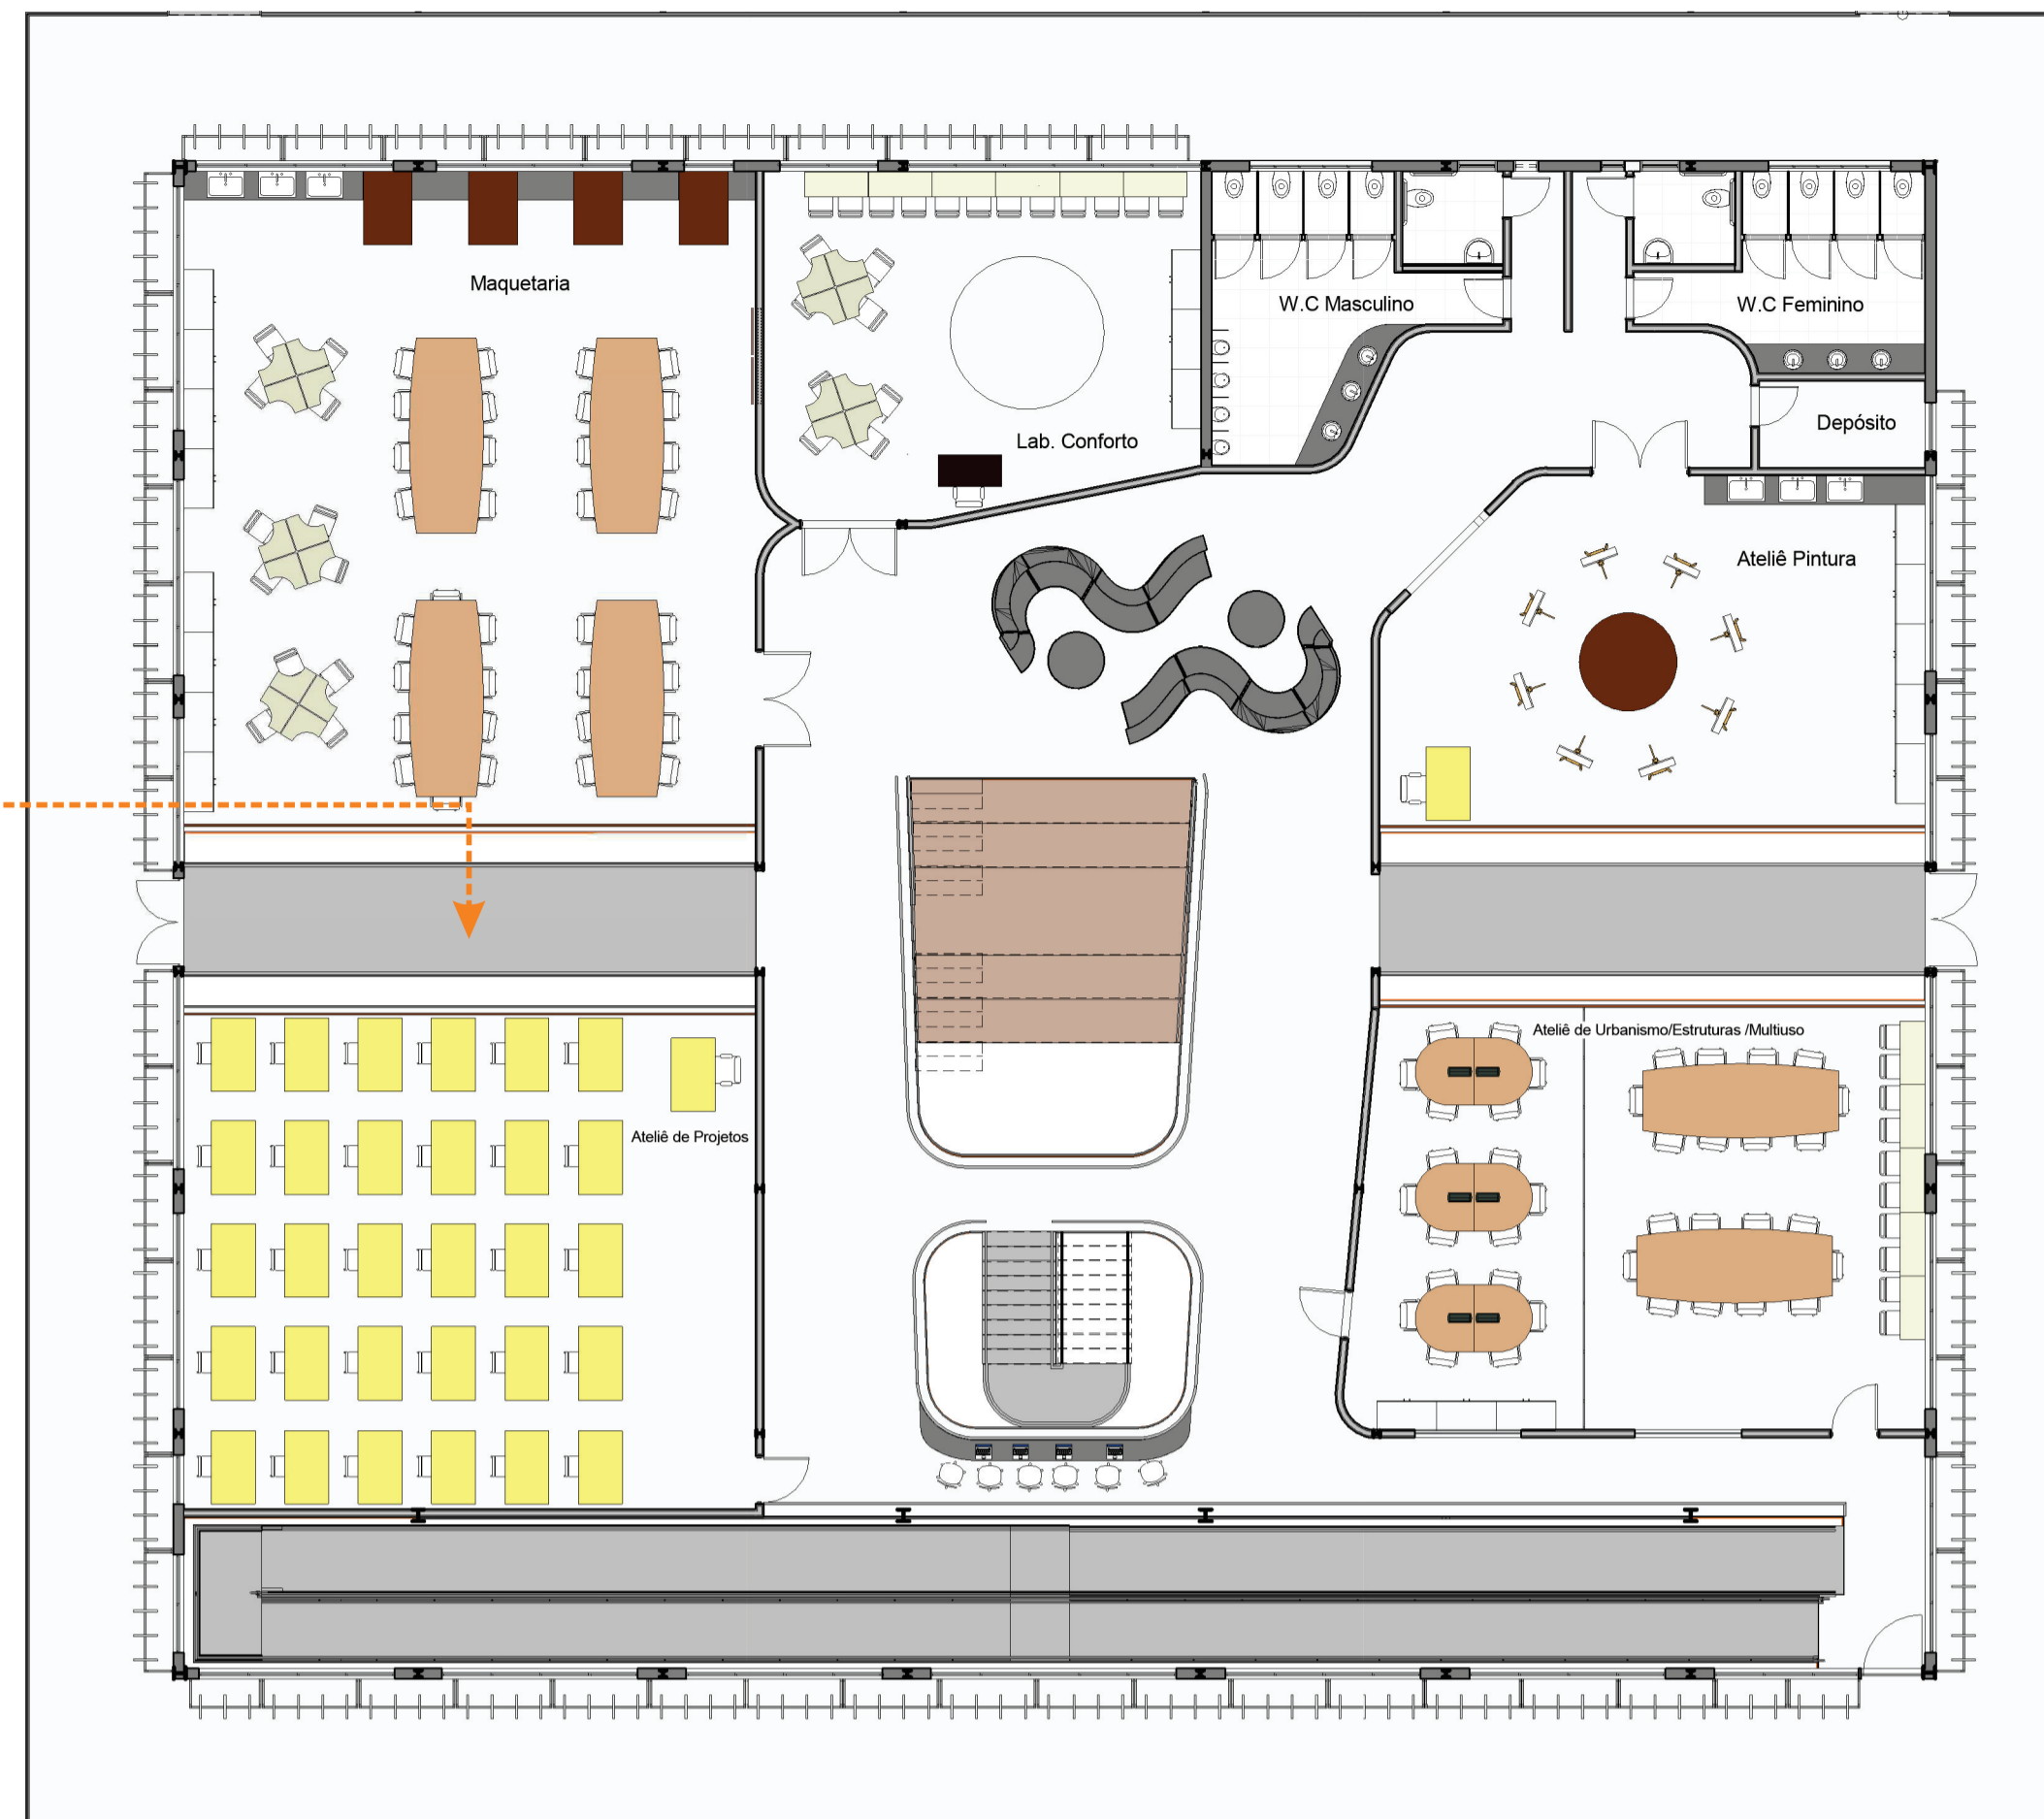 Maquetaria
W.C Masculino
W.C Feminino
Depósito
Lab. Conforto
Ateliê Pintura
Ateliê de Urbanismo/Estruturas /Multiuso
Ateliê de Projetos